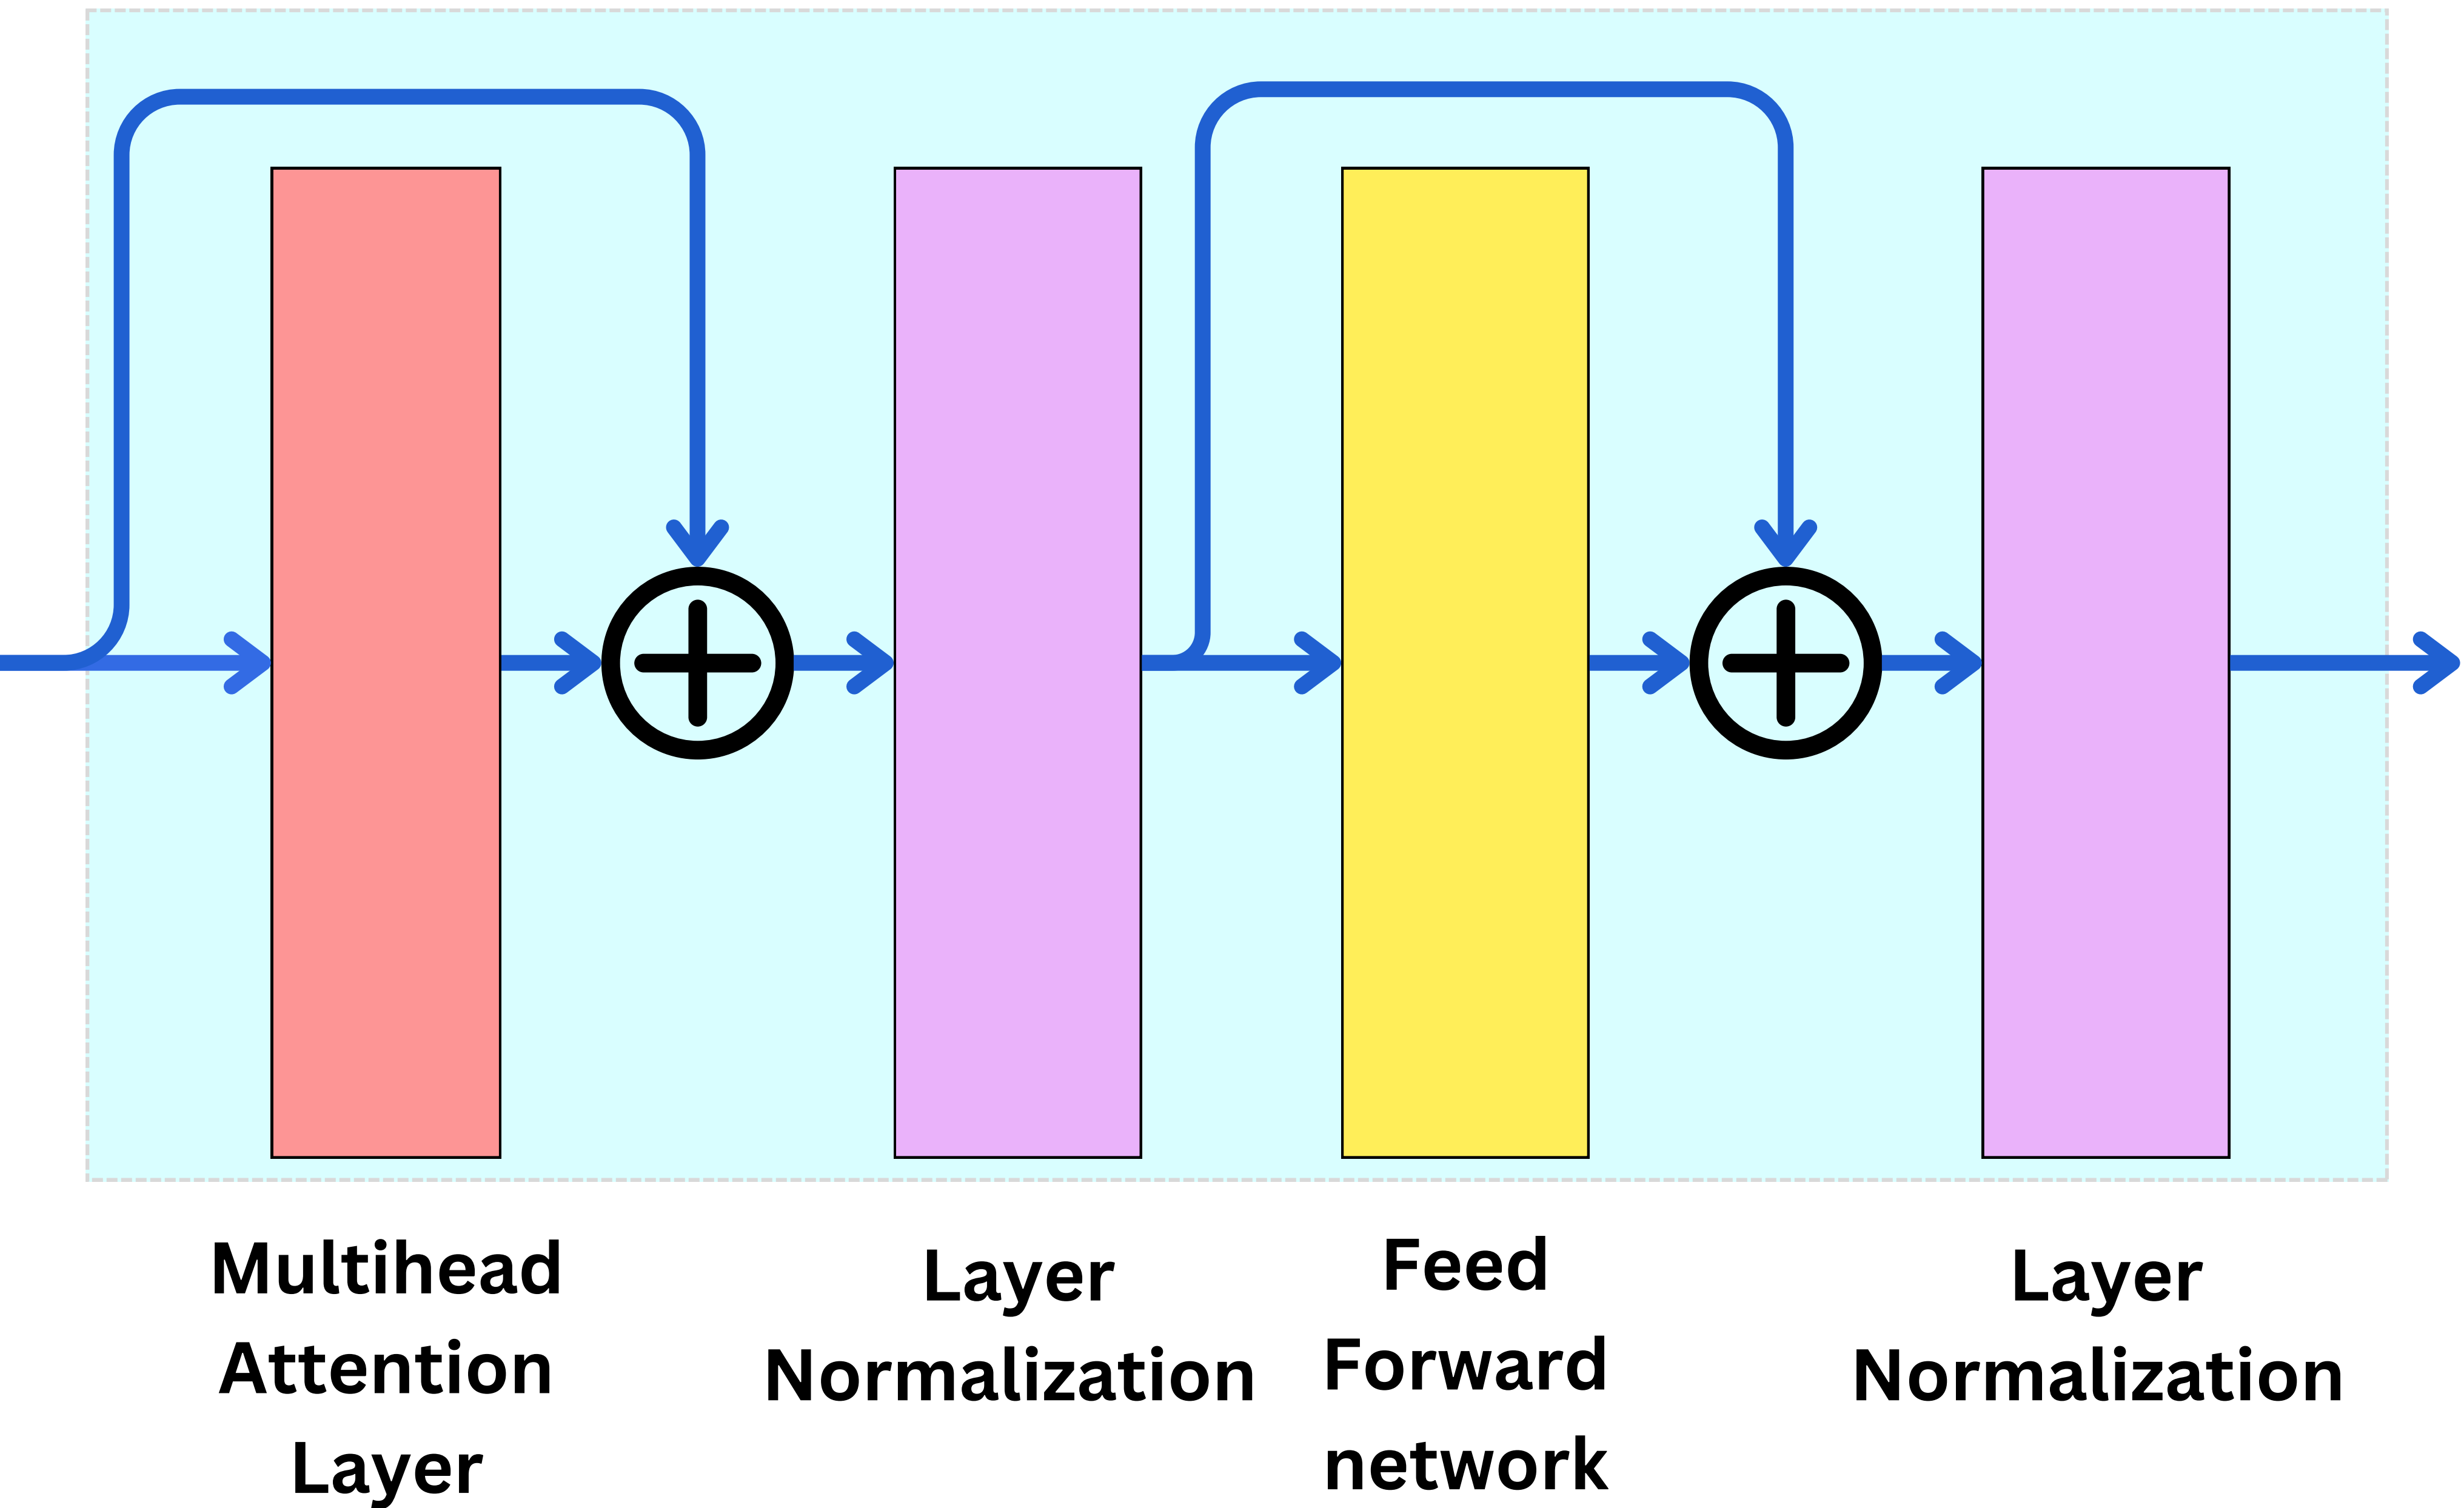 Multihead
Attention
Layer
Layer
Normalization
Feed
Forward
network
Layer
Normalization